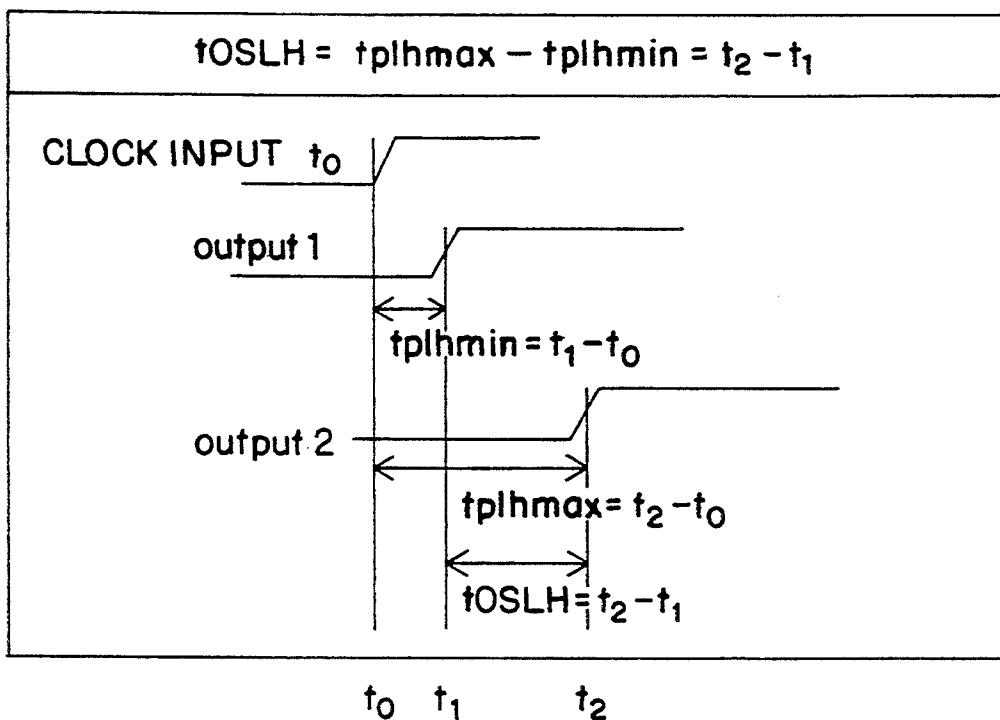 tOSLH = tplhmax – tplhmin = t₂ – t₁
CLOCK INPUT t₀
output 1
tplhmin = t₁ – t₀
output 2
tplhmax = t₂ – t₀
tOSLH = t₂ – t₁
t₀ t₁ t₂